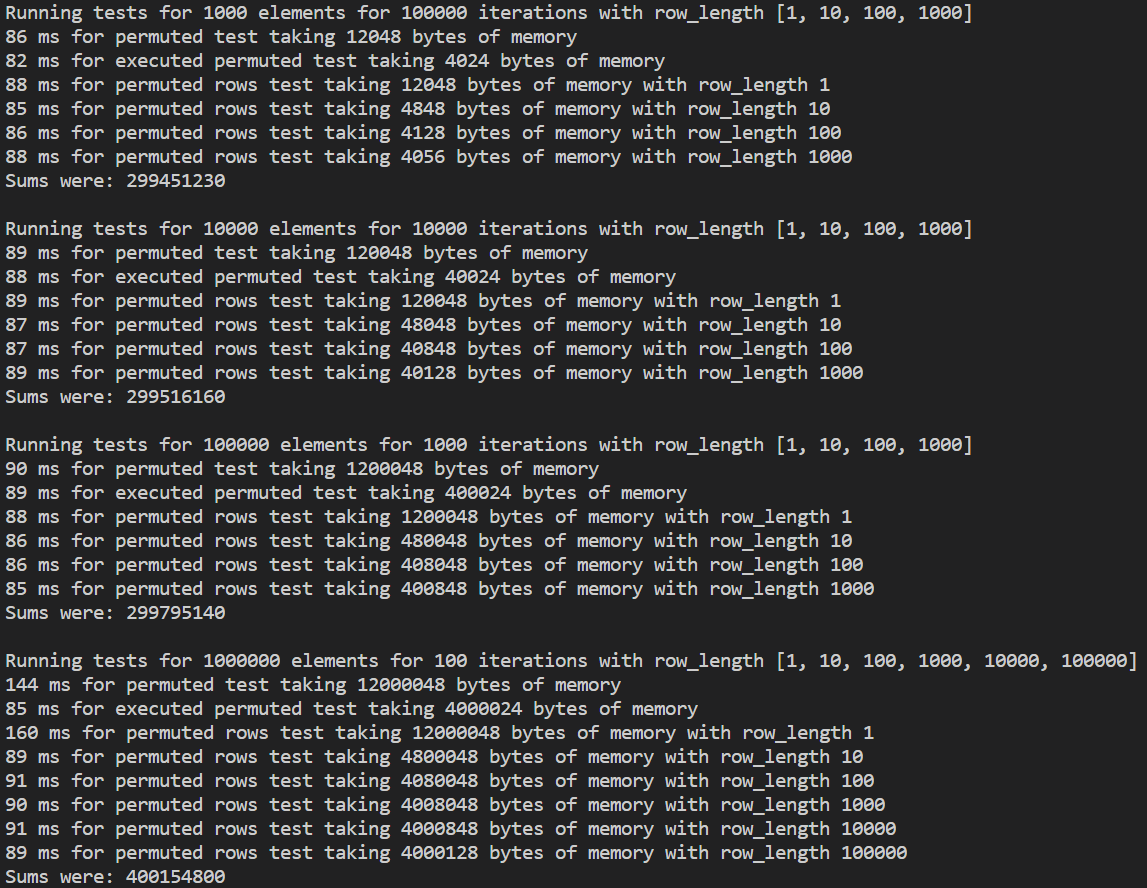 Running tests for 1000 elements for 100000 iterations with row_length [1, 10, 100, 1000]
86 ms for permuted test taking 12048 bytes of memory
82 ms for executed permuted test taking 4024 bytes of memory
88 ms for permuted rows test taking 12048 bytes of memory with row_length 1
85 ms for permuted rows test taking 4848 bytes of memory with row_length 10
86 ms for permuted rows test taking 4128 bytes of memory with row_length 100
88 ms for permuted rows test taking 4056 bytes of memory with row_length 1000
Sums were: 299451230

Running tests for 10000 elements for 10000 iterations with row_length [1, 10, 100, 1000]
89 ms for permuted test taking 120048 bytes of memory
88 ms for executed permuted test taking 40024 bytes of memory
89 ms for permuted rows test taking 120048 bytes of memory with row_length 1
87 ms for permuted rows test taking 48048 bytes of memory with row_length 10
87 ms for permuted rows test taking 40848 bytes of memory with row_length 100
89 ms for permuted rows test taking 40128 bytes of memory with row_length 1000
Sums were: 299516160

Running tests for 100000 elements for 1000 iterations with row_length [1, 10, 100, 1000]
90 ms for permuted test taking 1200048 bytes of memory
89 ms for executed permuted test taking 400024 bytes of memory
88 ms for permuted rows test taking 1200048 bytes of memory with row_length 1
86 ms for permuted rows test taking 480048 bytes of memory with row_length 10
86 ms for permuted rows test taking 408048 bytes of memory with row_length 100
85 ms for permuted rows test taking 400848 bytes of memory with row_length 1000
Sums were: 299795140

Running tests for 1000000 elements for 100 iterations with row_length [1, 10, 100, 1000, 10000, 100000]
144 ms for permuted test taking 12000048 bytes of memory
85 ms for executed permuted test taking 4000024 bytes of memory
160 ms for permuted rows test taking 12000048 bytes of memory with row_length 1
89 ms for permuted rows test taking 4800048 bytes of memory with row_length 10
91 ms for permuted rows test taking 4080048 bytes of memory with row_length 100
90 ms for permuted rows test taking 4008048 bytes of memory with row_length 1000
91 ms for permuted rows test taking 4000848 bytes of memory with row_length 10000
89 ms for permuted rows test taking 4000128 bytes of memory with row_length 100000
Sums were: 400154800